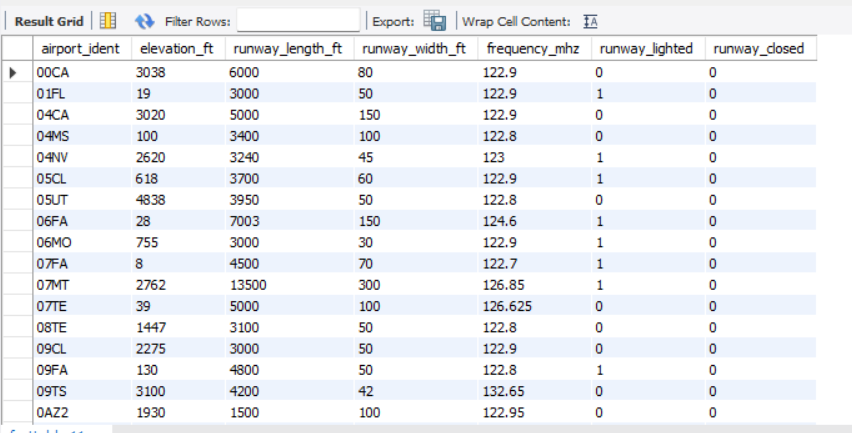 Result Grid Filter Rows: Export: Wrap Cell Content: IA
airport_ident elevation_ft runway_length_ft runway_width_ft frequency_mhz runway_lighted runway_closed
00CA 3038 6000 80 122.9 0 0
01FL 19 3000 50 122.9 1 0
04CA 3020 5000 150 122.9 0 0
04MS 100 3400 100 122.8 0 0
04NV 2620 3240 45 123 1 0
05CL 618 3700 60 122.9 1 0
05UT 4838 3950 50 122.8 0 0
06FA 28 7003 150 124.6 1 0
06MO 755 3000 30 122.9 1 0
07FA 8 4500 70 122.7 1 0
07MT 2762 13500 300 126.85 1 0
07TE 39 5000 100 126.625 0 0
08TE 1447 3100 50 122.8 0 0
09CL 2275 3000 50 122.9 0 0
09FA 130 4800 50 122.8 1 0
09TS 3100 4200 42 132.65 0 0
0AZ2 1930 1500 100 122.95 0 0